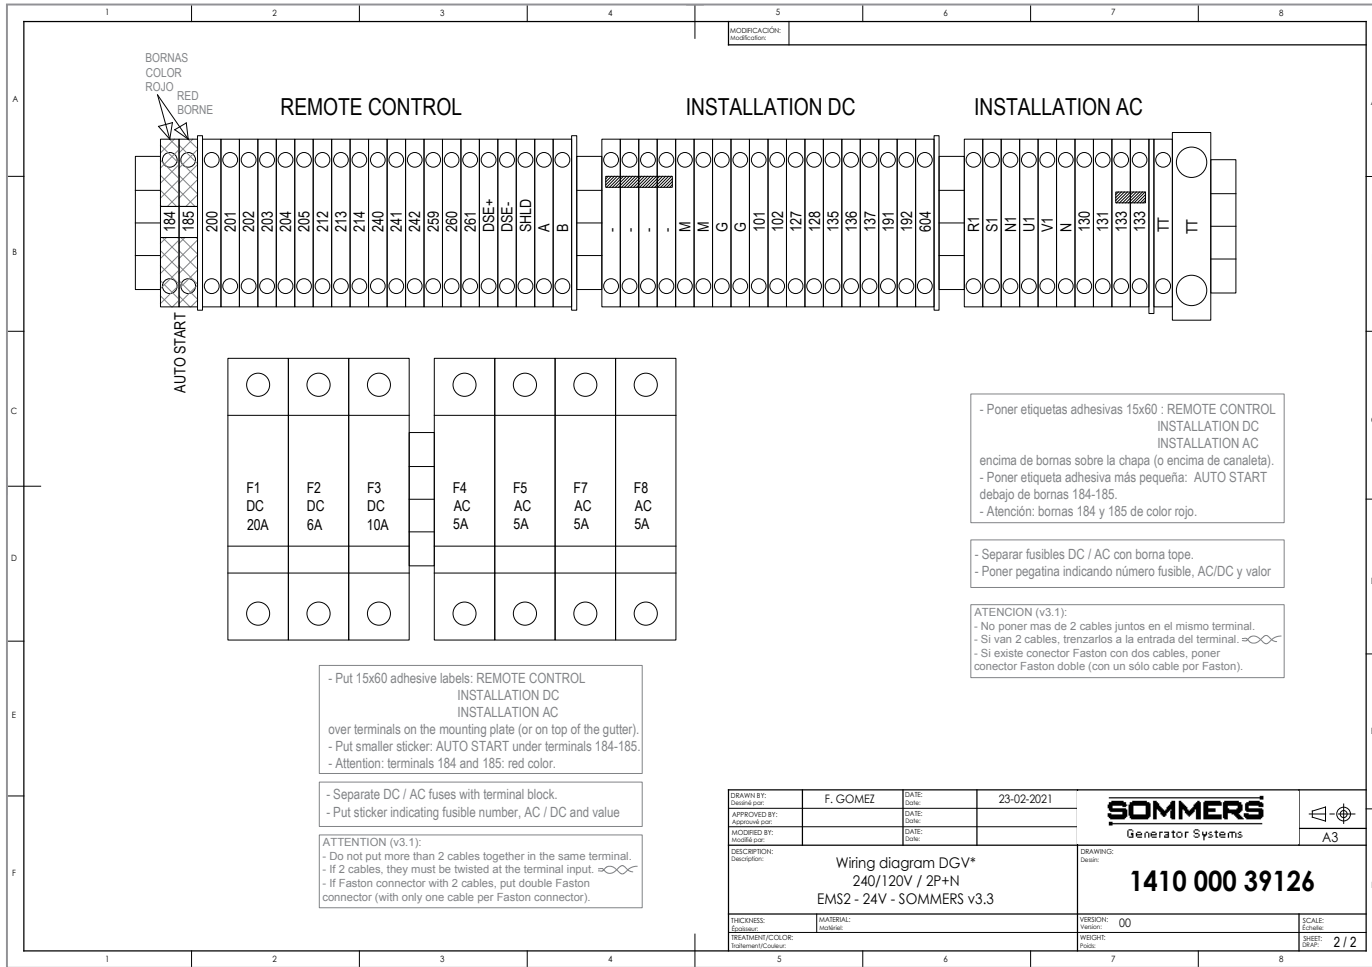 1 2 3 4 5 6 7 8
MODIFICACIÓN:
Modification:
BORNAS
COLOR
ROJO
RED
BORNE
A
REMOTE CONTROL
INSTALLATION DC
INSTALLATION AC
B
184 185 200 201 202 203 204 205 212 213 214 240 241 242 259 260 261 DSE+ DSE- SHLD A B
- - - - M M G G 101 102 127 128 135 136 137 191 192 604
R1 S1 N1 U1 V1 N 130 131 133 133 TT TT
AUTO START
C
F1
DC
20A
F2
DC
6A
F3
DC
10A
F4
AC
5A
F5
AC
5A
F7
AC
5A
F8
AC
5A
- Poner etiquetas adhesivas 15x60 : REMOTE CONTROL
INSTALLATION DC
INSTALLATION AC
encima de bornas sobre la chapa (o encima de canaleta).
- Poner etiqueta adhesiva más pequeña: AUTO START
debajo de bornas 184-185.
- Atención: bornas 184 y 185 de color rojo.
D
- Separar fusibles DC / AC con borna tope.
- Poner pegatina indicando número fusible, AC/DC y valor
ATENCION (v3.1):
- No poner mas de 2 cables juntos en el mismo terminal.
- Si van 2 cables, trenzarlos a la entrada del terminal.
- Si existe conector Faston con dos cables, poner
conector Faston doble (con un sólo cable por Faston).
E
- Put 15x60 adhesive labels: REMOTE CONTROL
INSTALLATION DC
INSTALLATION AC
over terminals on the mounting plate (or on top of the gutter).
- Put smaller sticker: AUTO START under terminals 184-185.
- Attention: terminals 184 and 185: red color.
- Separate DC / AC fuses with terminal block.
- Put sticker indicating fusible number, AC / DC and value
F
ATTENTION (v3.1):
- Do not put more than 2 cables together in the same terminal.
- If 2 cables, they must be twisted at the terminal input.
- If Faston connector with 2 cables, put double Faston
connector (with only one cable per Faston connector).
DRAWN BY:
Dessiné par:
F. GOMEZ
DATE:
Date:
23-02-2021
APPROVED BY:
Approuvé par:
DATE:
Date:
MODIFIED BY:
Modifié par:
DATE:
Date:
SOMMERS
Generator Systems
A3
DESCRIPTION:
Description:
Wiring diagram DGV*
240/120V / 2P+N
EMS2 - 24V - SOMMERS v3.3
DRAWING:
Dessin:
1410 000 39126
THICKNESS:
Épaisseur:
MATERIAL:
Matériel:
VERSION:
Version:
00
SCALE:
Échelle:
TREATMENT/COLOR:
Traitement/Couleur:
WEIGHT:
Poids:
SHEET:
DRAP:
2 / 2
1 2 3 4 5 6 7 8